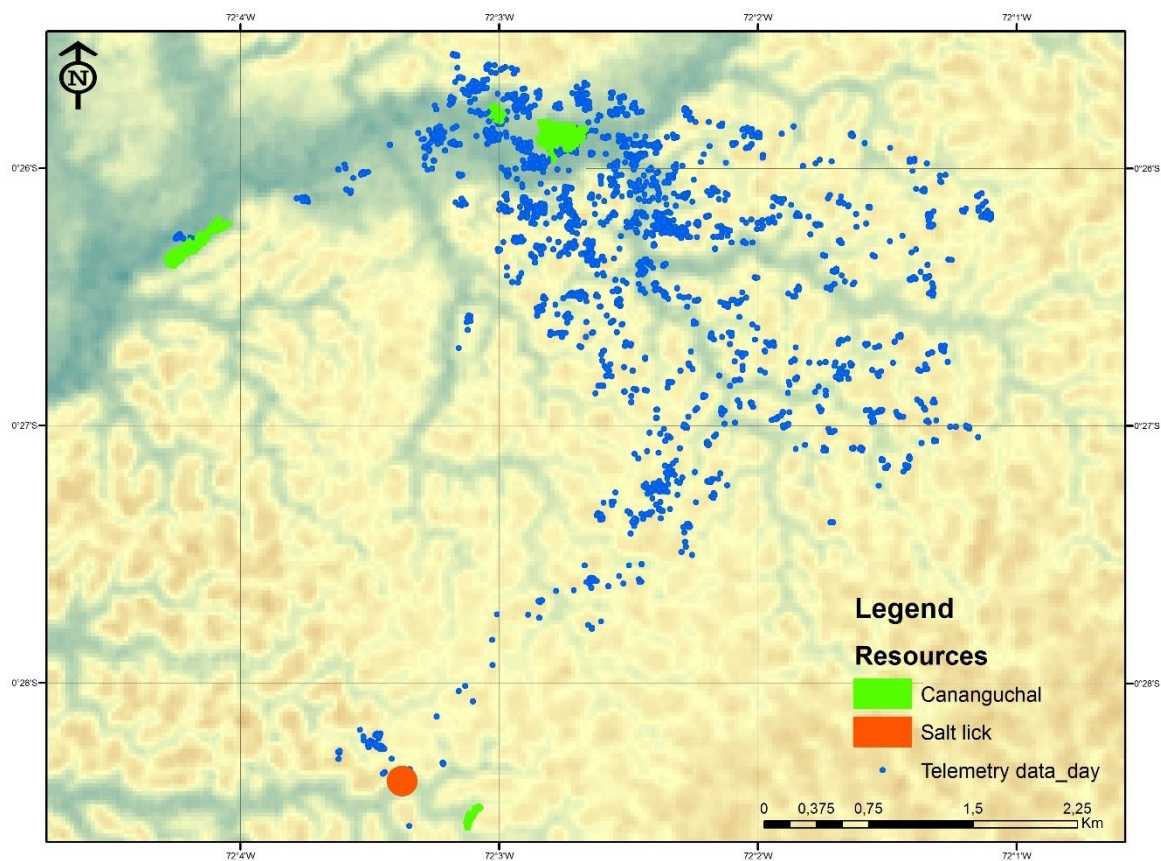 72°4'W 72°3'W 72°2'W 72°1'W
N
0°26'S 0°26'S
0°27'S 0°27'S
0°28'S 0°28'S
Legend
Resources
Cananguchal
Salt lick
Telemetry data_day
0 0,375 0,75 1,5 2,25
Km
72°4'W 72°3'W 72°2'W 72°1'W